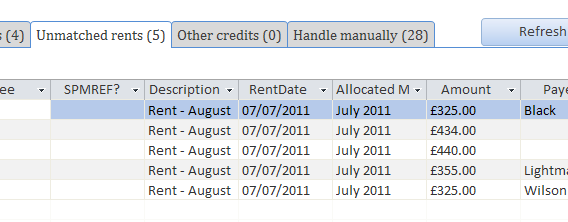 (4) Unmatched rents (5) Other credits (0) Handle manually (28) Refresh
ee SPMREF? Description RentDate Allocated M Amount Paye
Rent - August 07/07/2011 July 2011 £325.00 Black
Rent - August 07/07/2011 July 2011 £434.00
Rent - August 07/07/2011 July 2011 £440.00
Rent - August 07/07/2011 July 2011 £355.00 Lightma
Rent - August 07/07/2011 July 2011 £325.00 Wilson